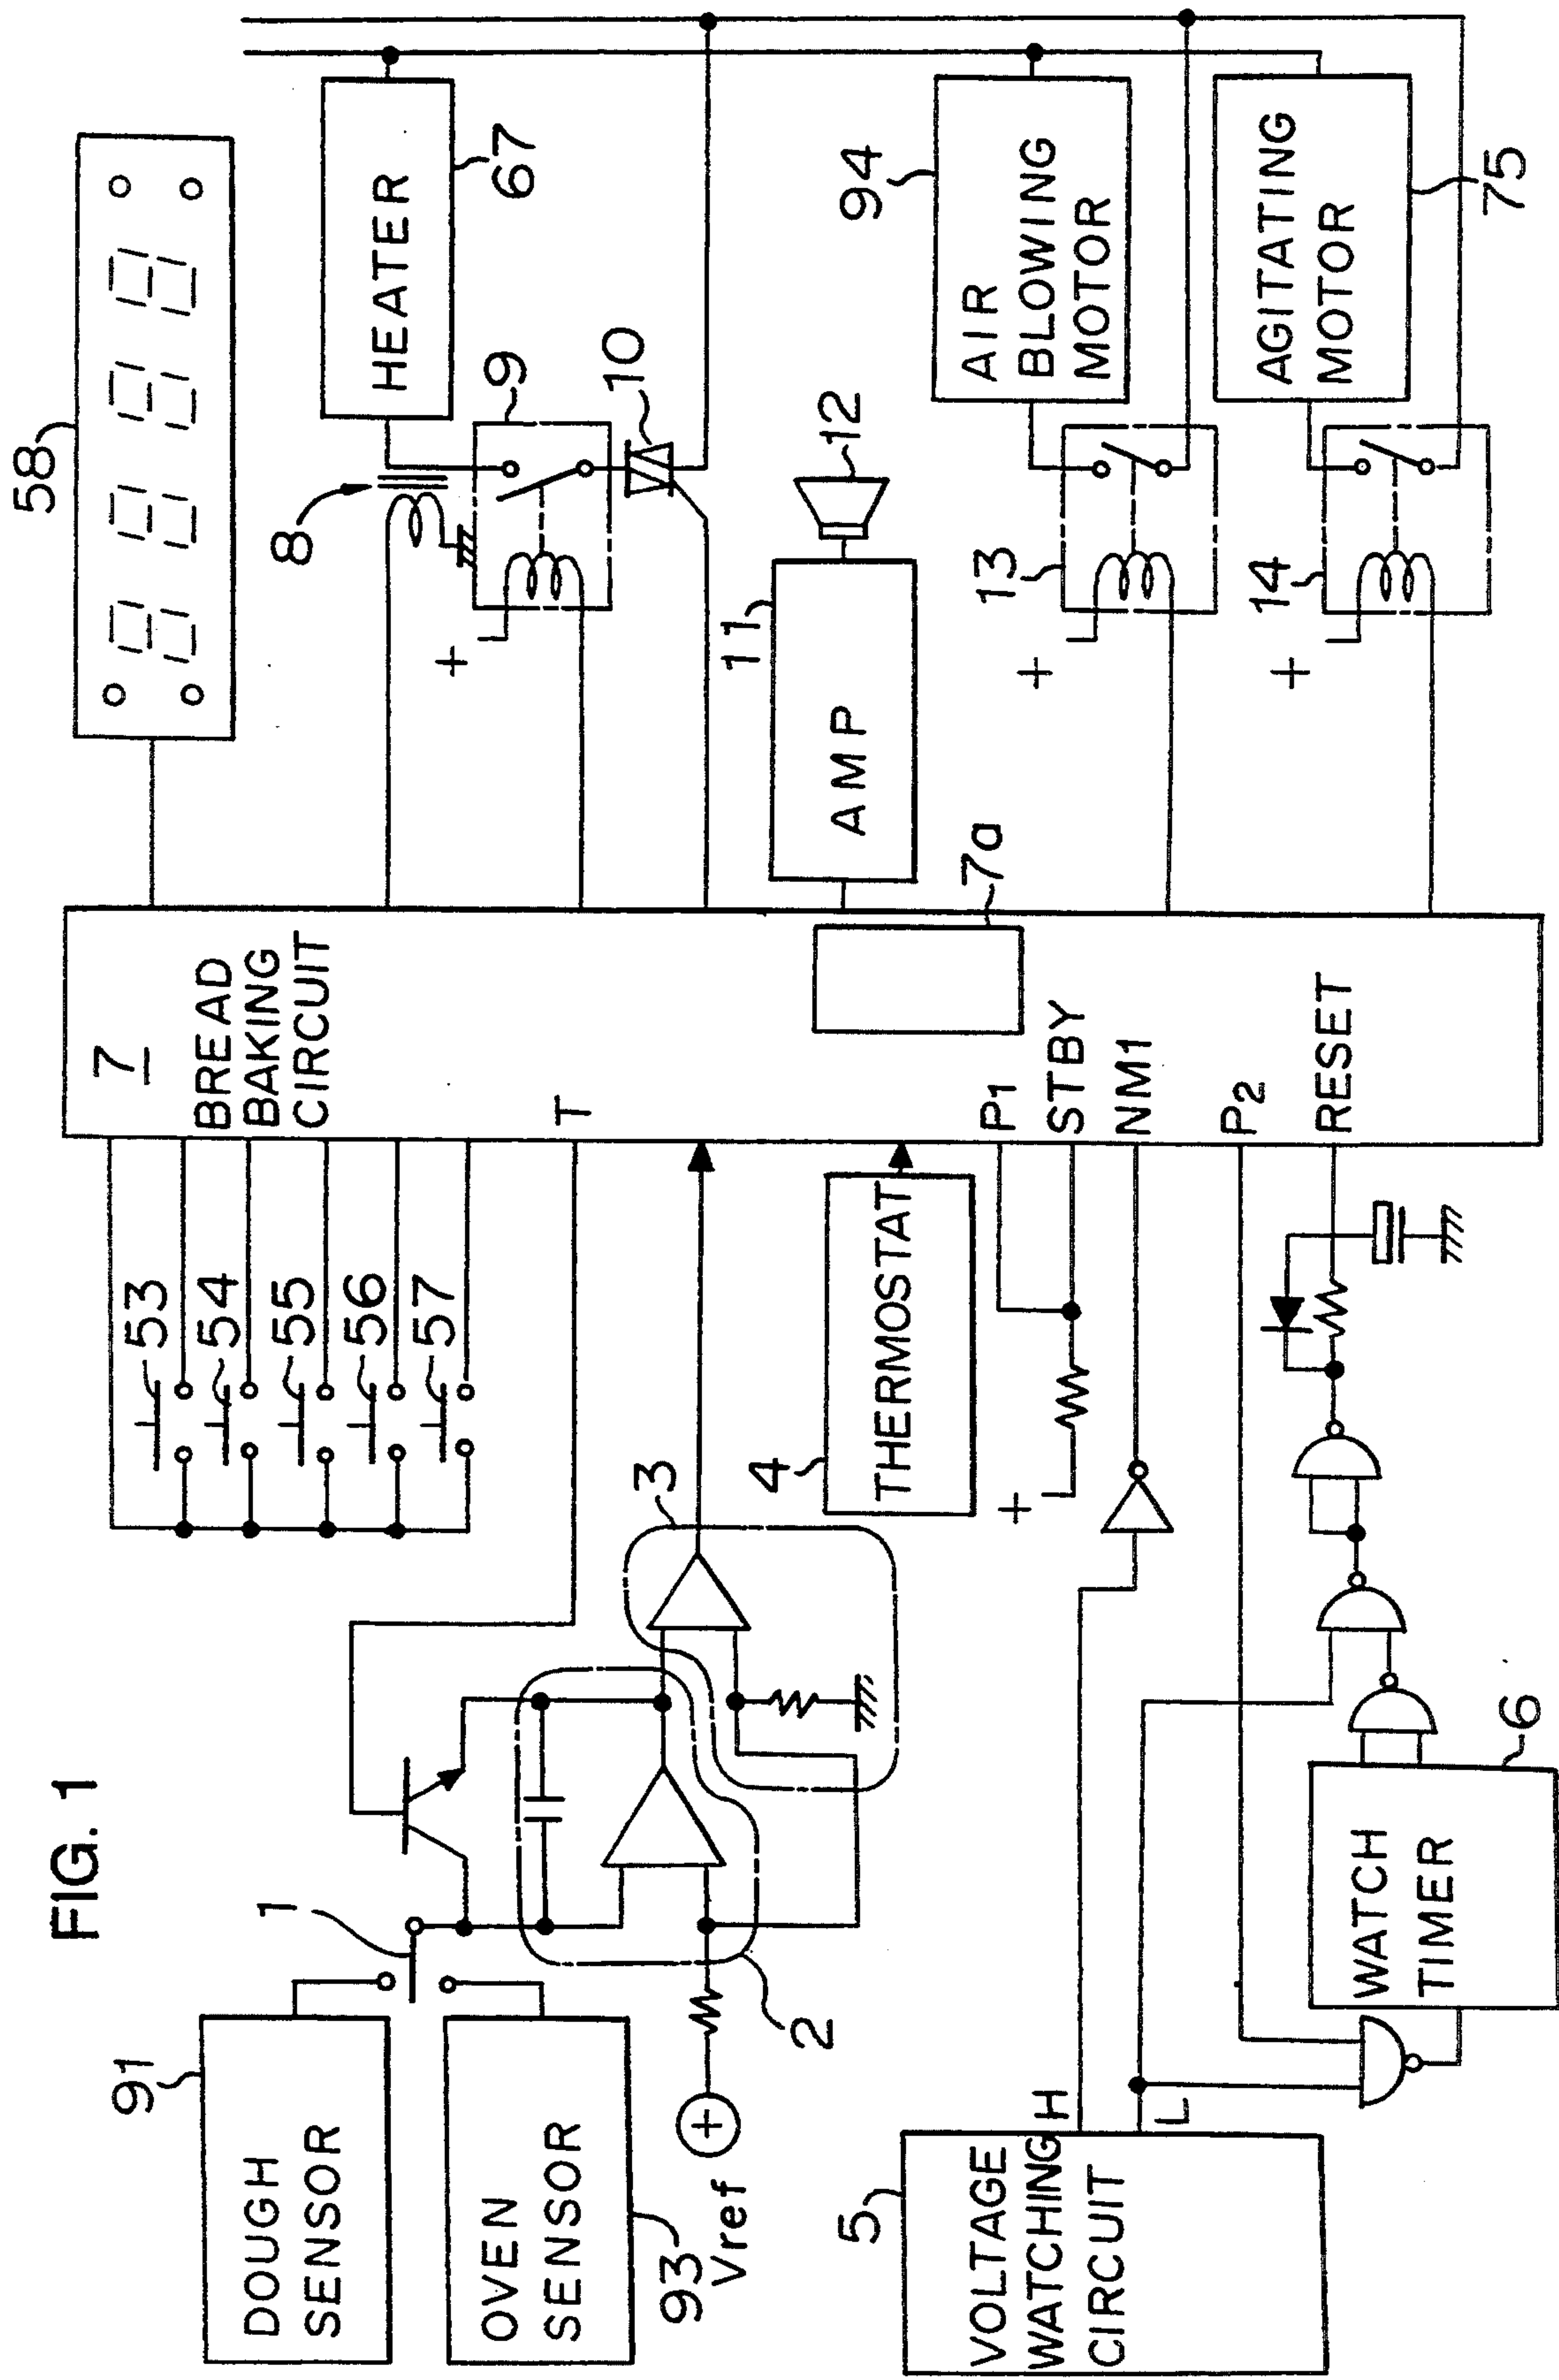 FIG. 1
91
DOUGH
SENSOR
1
OVEN
SENSOR
93
Vref
+
2
3
53
54
55
56
57
7
BREAD
BAKING
CIRCUIT
T
4
THERMOSTAT
+
P1
STBY
NM1
P2
RESET
7a
5
VOLTAGE
WATCHING
CIRCUIT
H
L
WATCH
TIMER
6
58
8
HEATER
67
9
+
10
11
AMP
12
94
AIR
BLOWING
MOTOR
13
+
AGITATING
MOTOR
75
14
+